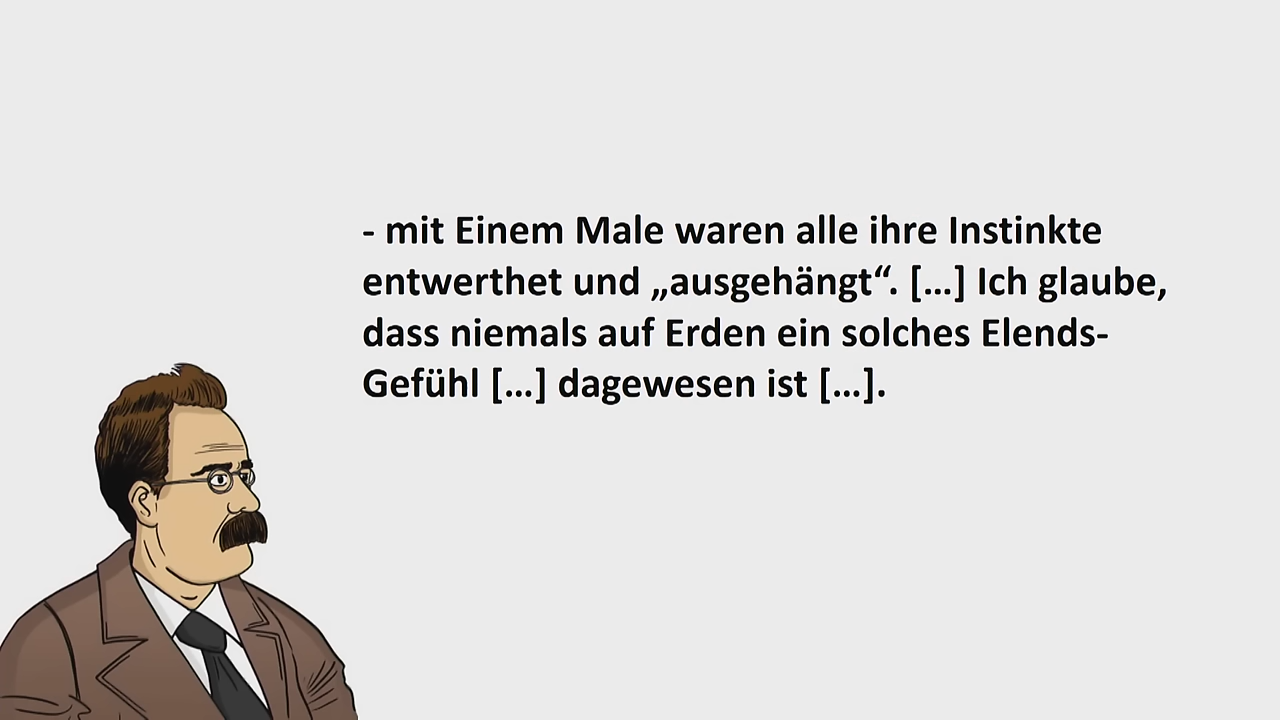 - mit Einem Male waren alle ihre Instinkte
entwerthet und „ausgehängt“. […] Ich glaube,
dass niemals auf Erden ein solches Elends-
Gefühl […] dagewesen ist […].